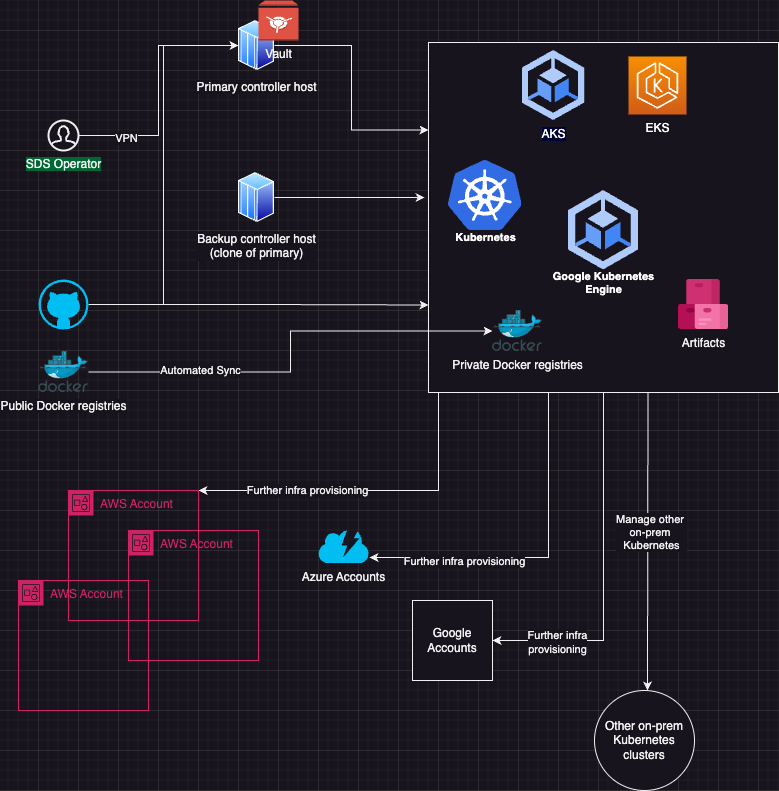 Vault
Primary controller host
AKS
EKS
VPN
SDS Operator
Kubernetes
Backup controller host
(clone of primary)
Google Kubernetes
Engine
Artifacts
docker
Private Docker registries
Automated Sync
docker
Public Docker registries
Further infra provisioning
AWS Account
Manage other
on-prem
Kubernetes
AWS Account
Further infra provisioning
Azure Accounts
AWS Account
Google
Accounts
Further infra
provisioning
Other on-prem
Kubernetes
clusters